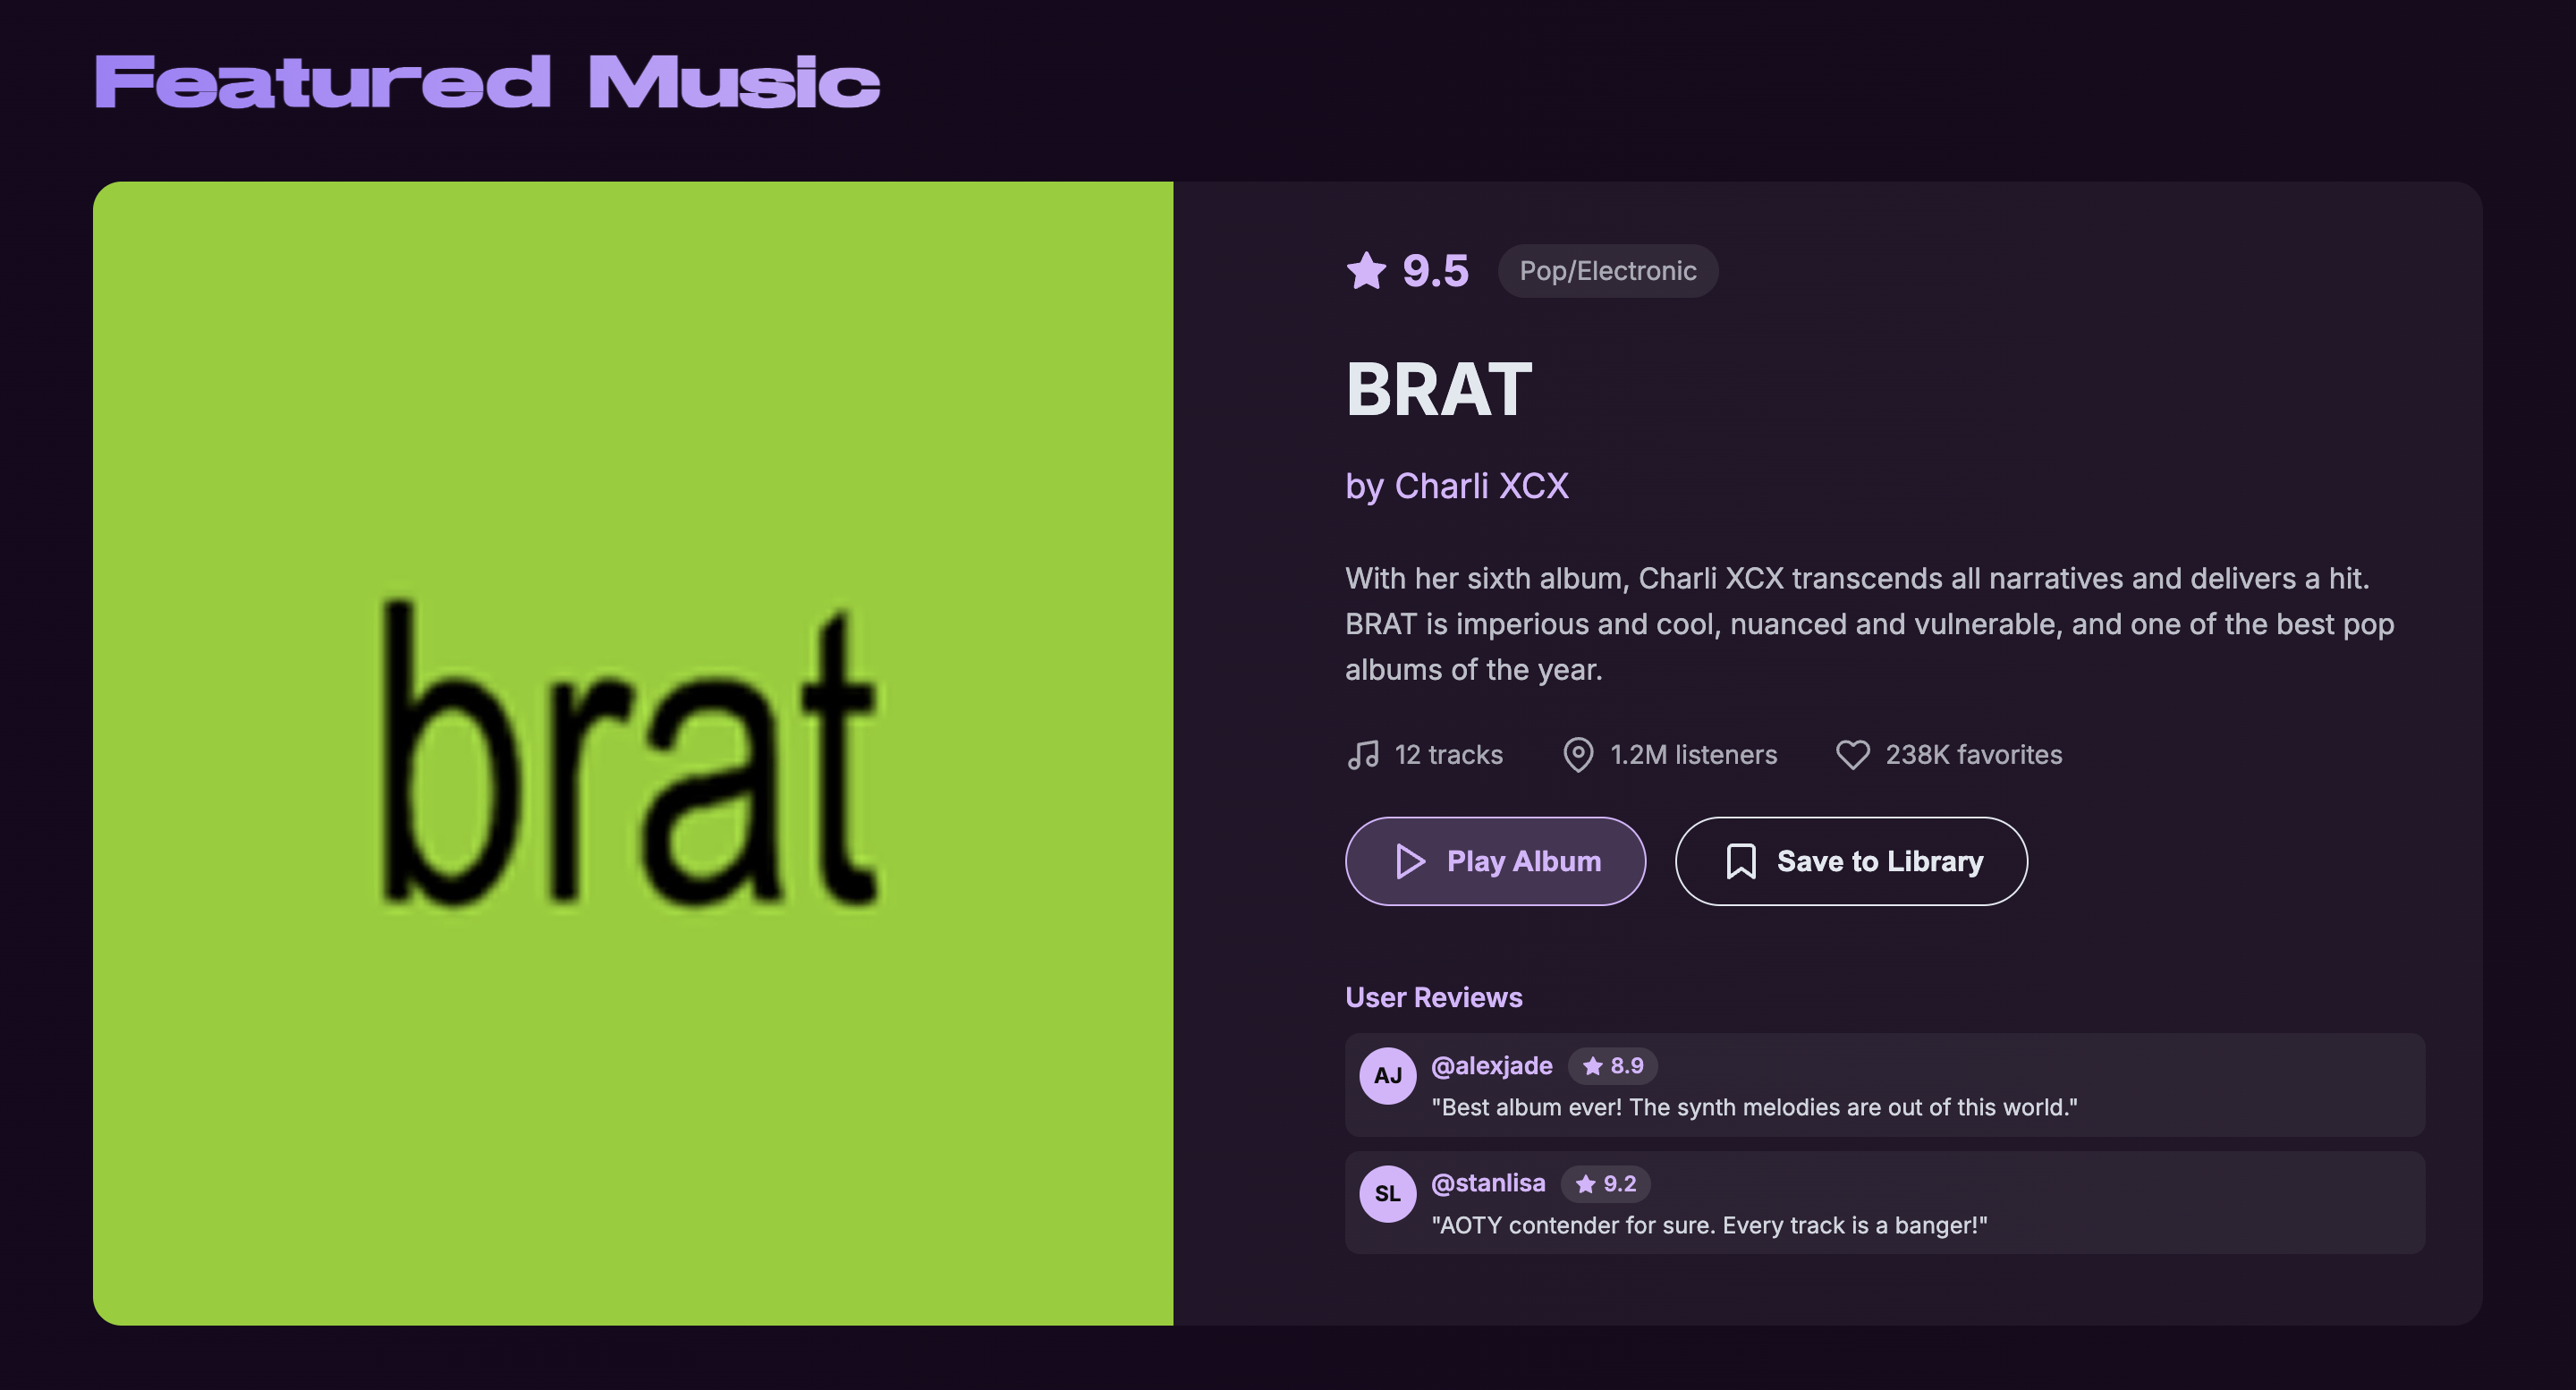 Featured Music
brat
9.5
Pop/Electronic
BRAT
by Charli XCX
With her sixth album, Charli XCX transcends all narratives and delivers a hit.
BRAT is imperious and cool, nuanced and vulnerable, and one of the best pop
albums of the year.
12 tracks
1.2M listeners
238K favorites
Play Album
Save to Library
User Reviews
AJ
@alexjade
8.9
"Best album ever! The synth melodies are out of this world."
SL
@stanlisa
9.2
"AOTY contender for sure. Every track is a banger!"